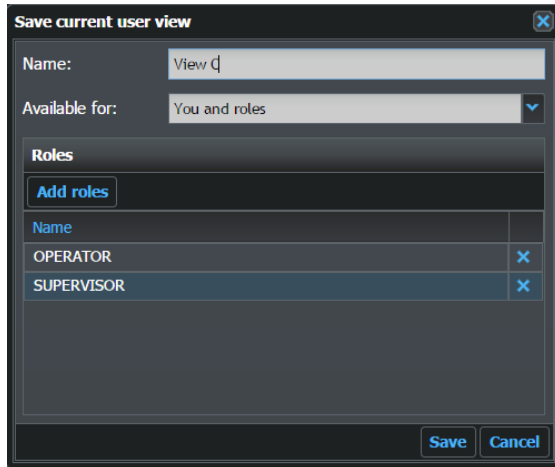 Save current user view
Name: View C
Available for: You and roles
Roles
Add roles
Name
OPERATOR
SUPERVISOR
Save Cancel